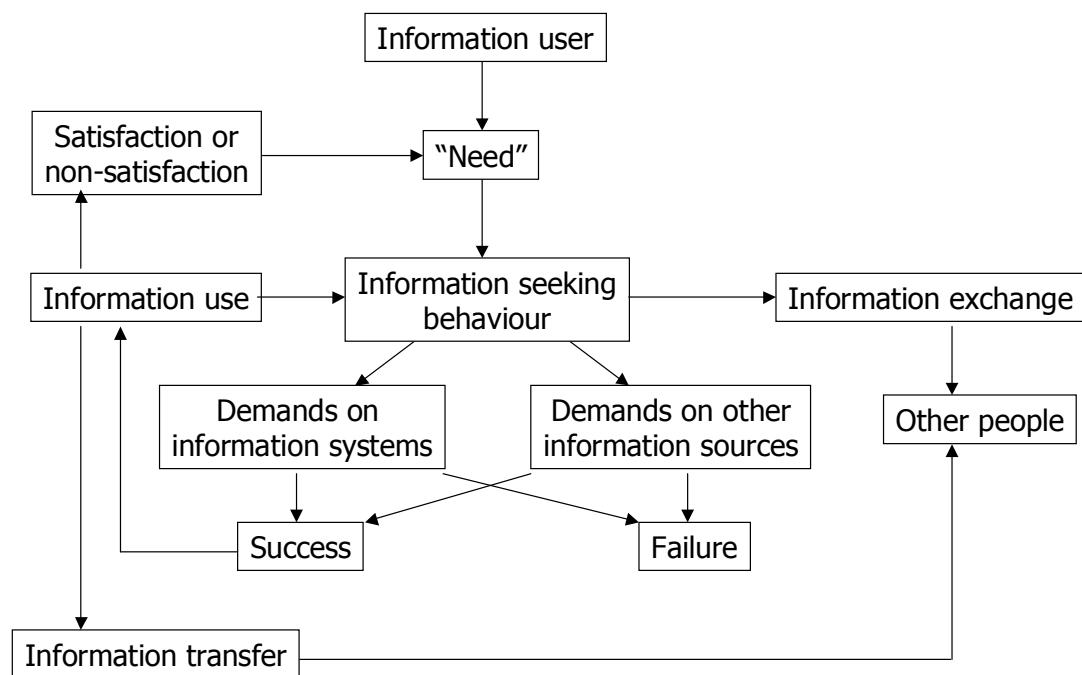 Information user
Satisfaction or
non-satisfaction
“Need”
Information use
Information seeking
behaviour
Information exchange
Demands on
information systems
Demands on other
information sources
Other people
Success
Failure
Information transfer